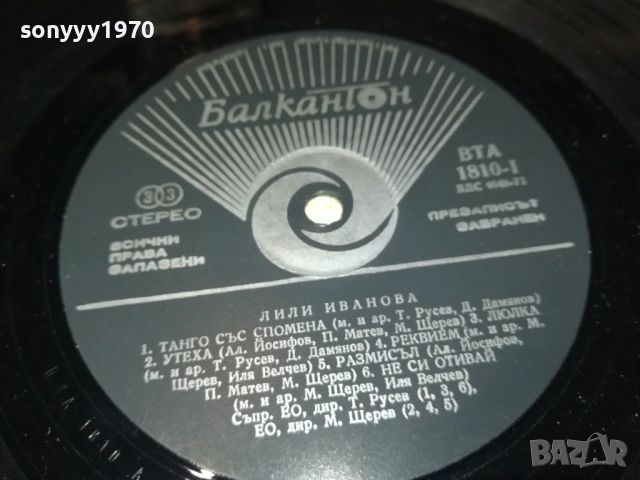 sonyyy1970
Балкантон
ВТА
1810-1
33
СТЕРЕО
ВСИЧКИ
ПРАВА
ЗАПАЗЕНИ
ПРЕЗАПИСЪТ
ЗАБРАНЕН
ЛИЛИ ИВАНОВА
1. ТАНГО СЪС СПОМЕНА (м. и ар. Т. Русев, Д. Дамянов)
2. УТЕХА (Ал. Йосифов, П. Матев, М. Щерев) 3. ЛЮЛКА
(м. и ар. Т. Русев, Д. Дамянов) 4. РЕКВИЕМ(м. и ар. М.
Щерев, Иля Велчев) 5. РАЗМИСЪЛ (Ал. Йосифов,
П. Матев, М. Щерев) 6. НЕ СИ ОТИВАЙ
(м. и ар. М. Щерев, Иля Велчев)
Съпр. ЕО, дир. Т. Русев (1, 3, 6),
ЕО, дир. М. Щерев (2, 4, 5)
ВТА 1810 А
BAZAR